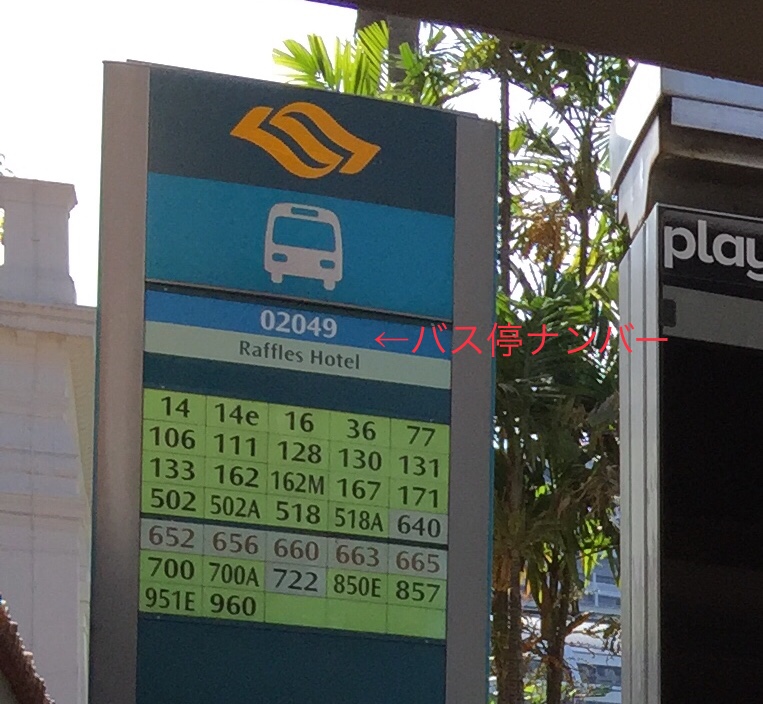 02049
←バス停ナンバー
Raffles Hotel
14 14e 16 36 77
106 111 128 130 131
133 162 162M 167 171
502 502A 518 518A 640
652 656 660 663 665
700 700A 722 850E 857
951E 960
play